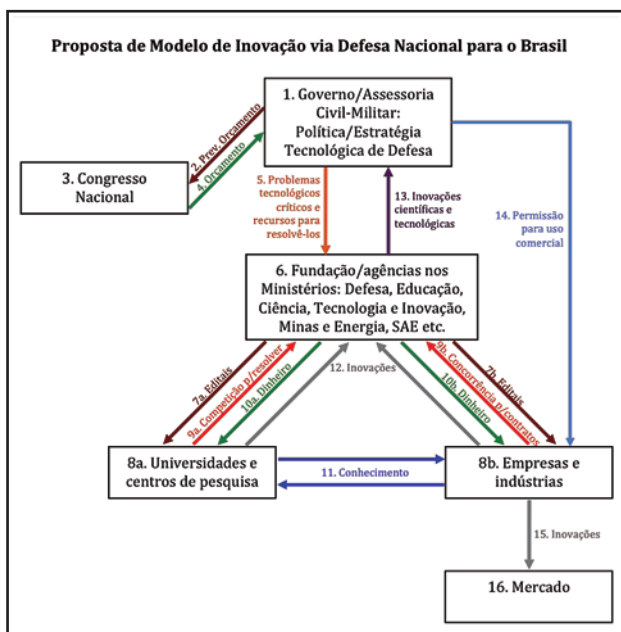 Proposta de Modelo de Inovação via Defesa Nacional para o Brasil
1. Governo/Assessoria
Civil-Militar:
Política/Estratégia
Tecnológica de Defesa
2. Prev. Orçamento
4. Orçamento
3. Congresso
Nacional
5. Problemas
tecnológicos
críticos e
recursos para
resolvê-los
13. Inovações
científicas e
tecnológicas
14. Permissão
para uso
comercial
6. Fundação/agências nos
Ministérios: Defesa, Educação,
Ciência, Tecnologia e Inovação,
Minas e Energia, SAE etc.
7a. Editais
9a. Competição p/resolver
10a. Dinheiro
12. Inovações
10b. Dinheiro
9b. Concorrência p/contratos
7b. Editais
8a. Universidades e
centros de pesquisa
11. Conhecimento
8b. Empresas e
indústrias
15. Inovações
16. Mercado